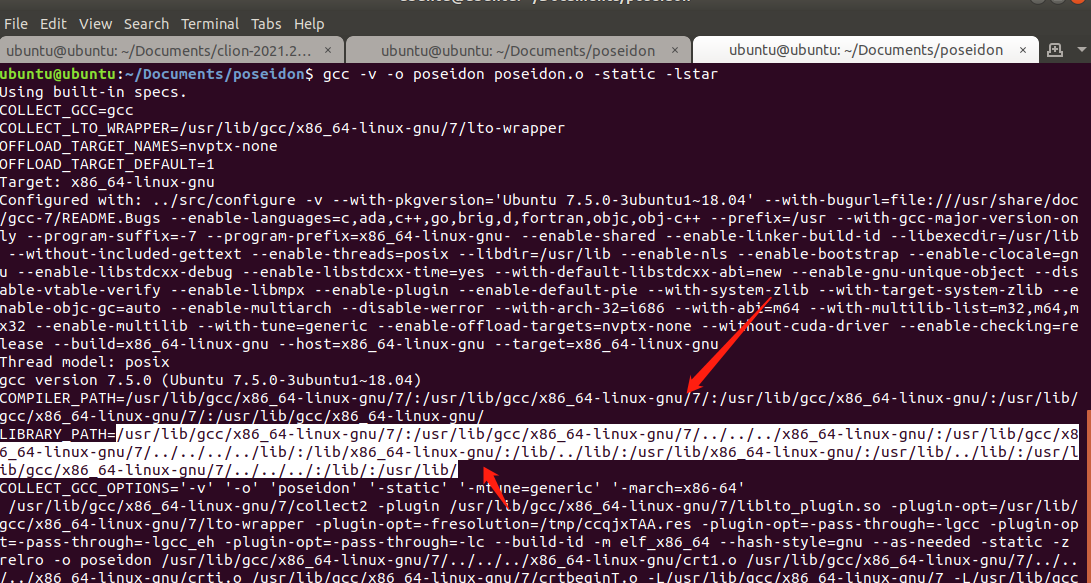 File Edit View Search Terminal Tabs Help
ubuntu@ubuntu: ~/Documents/clion-2021.2... × ubuntu@ubuntu: ~/Documents/poseidon × ubuntu@ubuntu: ~/Documents/poseidon ×
ubuntu@ubuntu:~/Documents/poseidon$ gcc -v -o poseidon poseidon.o -static -lstar
Using built-in specs.
COLLECT_GCC=gcc
COLLECT_LTO_WRAPPER=/usr/lib/gcc/x86_64-linux-gnu/7/lto-wrapper
OFFLOAD_TARGET_NAMES=nvptx-none
OFFLOAD_TARGET_DEFAULT=1
Target: x86_64-linux-gnu
Configured with: ../src/configure -v --with-pkgversion='Ubuntu 7.5.0-3ubuntu1~18.04' --with-bugurl=file:///usr/share/doc
/gcc-7/README.Bugs --enable-languages=c,ada,c++,go,brig,d,fortran,objc,obj-c++ --prefix=/usr --with-gcc-major-version-on
ly --program-suffix=-7 --program-prefix=x86_64-linux-gnu- --enable-shared --enable-linker-build-id --libexecdir=/usr/lib
 --without-included-gettext --enable-threads=posix --libdir=/usr/lib --enable-nls --enable-bootstrap --enable-clocale=gn
u --enable-libstdcxx-debug --enable-libstdcxx-time=yes --with-default-libstdcxx-abi=new --enable-gnu-unique-object --dis
able-vtable-verify --enable-libmpx --enable-plugin --enable-default-pie --with-system-zlib --with-target-system-zlib --e
nable-objc-gc=auto --enable-multiarch --disable-werror --with-arch-32=i686 --with-abi=m64 --with-multilib-list=m32,m64,m
x32 --enable-multilib --with-tune=generic --enable-offload-targets=nvptx-none --without-cuda-driver --enable-checking=re
lease --build=x86_64-linux-gnu --host=x86_64-linux-gnu --target=x86_64-linux-gnu
Thread model: posix
gcc version 7.5.0 (Ubuntu 7.5.0-3ubuntu1~18.04)
COMPILER_PATH=/usr/lib/gcc/x86_64-linux-gnu/7/:/usr/lib/gcc/x86_64-linux-gnu/7/:/usr/lib/gcc/x86_64-linux-gnu/:/usr/lib/
gcc/x86_64-linux-gnu/7/:/usr/lib/gcc/x86_64-linux-gnu/
LIBRARY_PATH=/usr/lib/gcc/x86_64-linux-gnu/7/:/usr/lib/gcc/x86_64-linux-gnu/7/../../../x86_64-linux-gnu/:/usr/lib/gcc/x8
6_64-linux-gnu/7/../../../../lib/:/lib/x86_64-linux-gnu/:/lib/../lib/:/usr/lib/x86_64-linux-gnu/:/usr/lib/../lib/:/usr/l
ib/gcc/x86_64-linux-gnu/7/../../../:/lib/:/usr/lib/
COLLECT_GCC_OPTIONS='-v' '-o' 'poseidon' '-static' '-mtune=generic' '-march=x86-64'
 /usr/lib/gcc/x86_64-linux-gnu/7/collect2 -plugin /usr/lib/gcc/x86_64-linux-gnu/7/liblto_plugin.so -plugin-opt=/usr/lib/
gcc/x86_64-linux-gnu/7/lto-wrapper -plugin-opt=-fresolution=/tmp/ccqjxTAA.res -plugin-opt=-pass-through=-lgcc -plugin-op
t=-pass-through=-lgcc_eh -plugin-opt=-pass-through=-lc --build-id -m elf_x86_64 --hash-style=gnu --as-needed -static -z
relro -o poseidon /usr/lib/gcc/x86_64-linux-gnu/7/../../../x86_64-linux-gnu/crt1.o /usr/lib/gcc/x86_64-linux-gnu/7/../..
/../x86_64-linux-gnu/crti.o /usr/lib/gcc/x86_64-linux-gnu/7/crtbeginT.o -L/usr/lib/gcc/x86_64-linux-gnu/7 -L/usr/lib/gcc